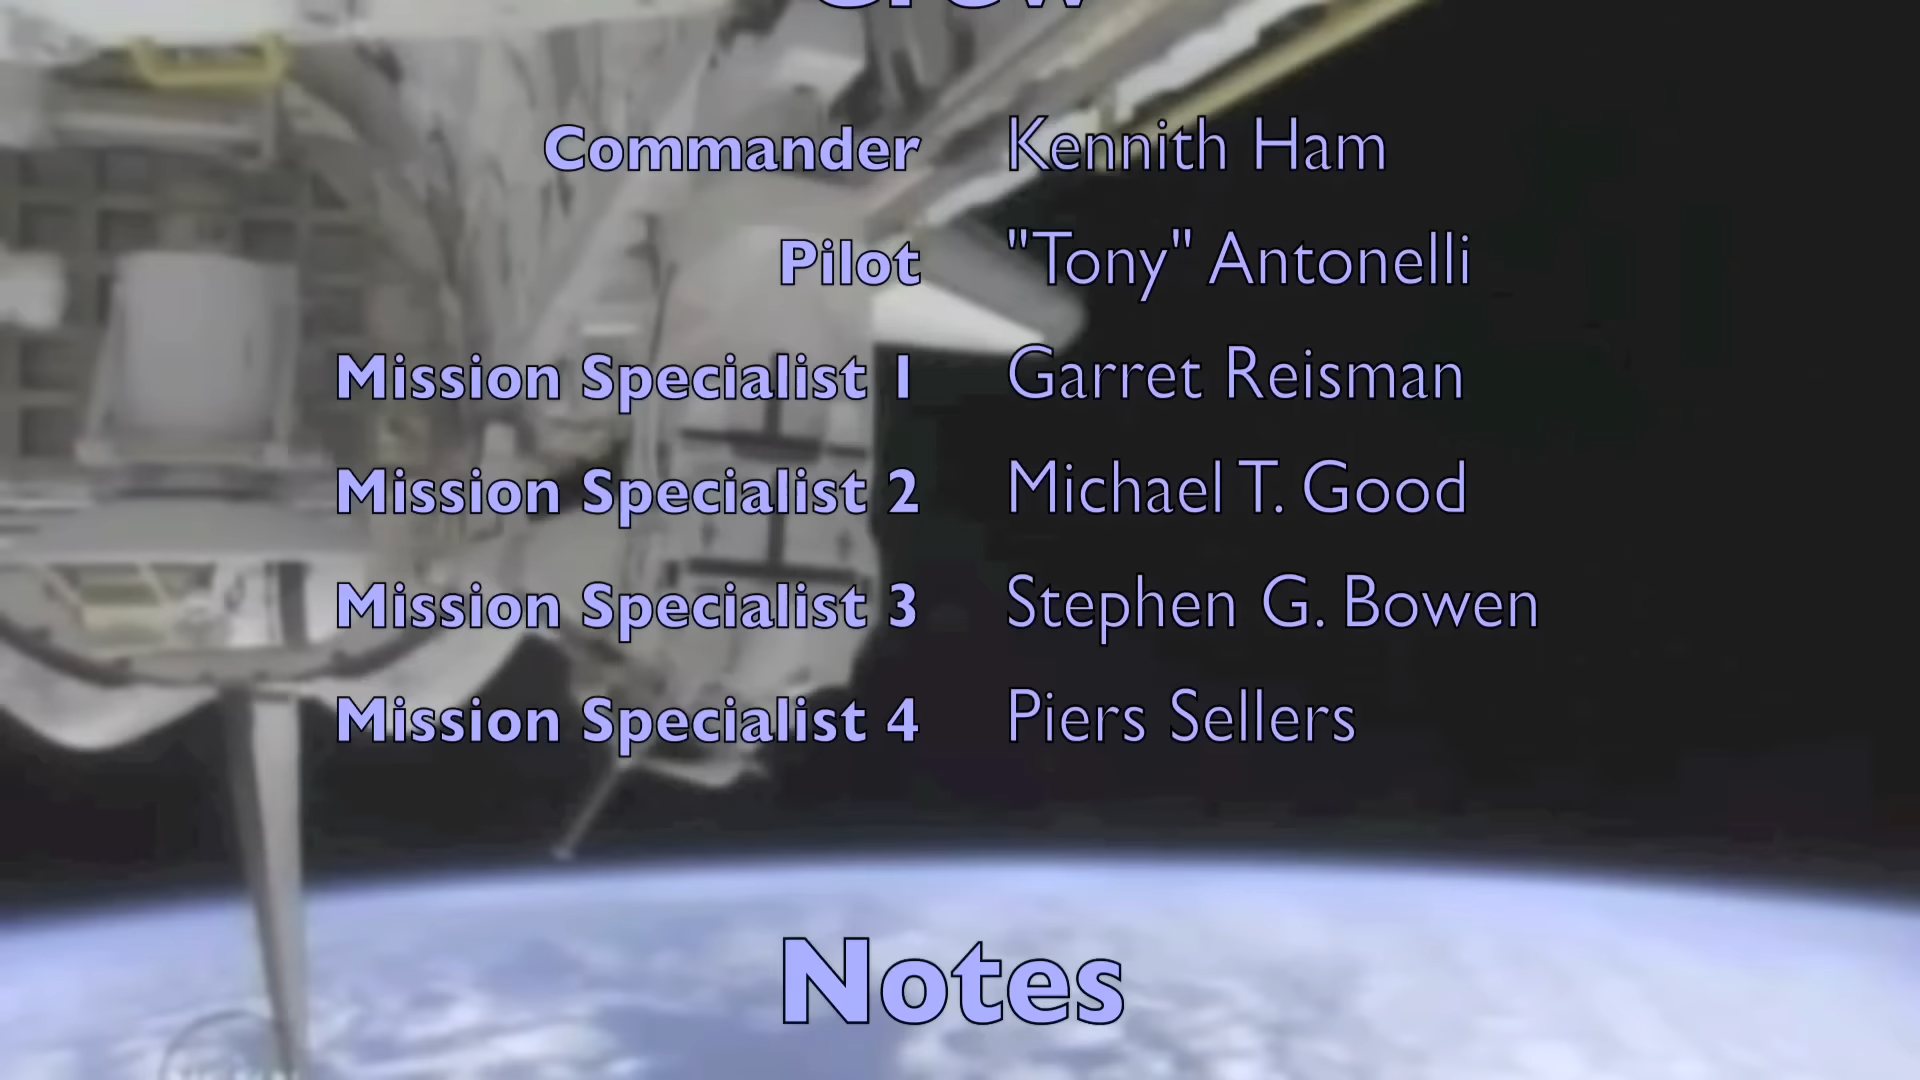 Crew
Commander Kennith Ham
Pilot "Tony" Antonelli
Mission Specialist 1 Garret Reisman
Mission Specialist 2 Michael T. Good
Mission Specialist 3 Stephen G. Bowen
Mission Specialist 4 Piers Sellers
Notes